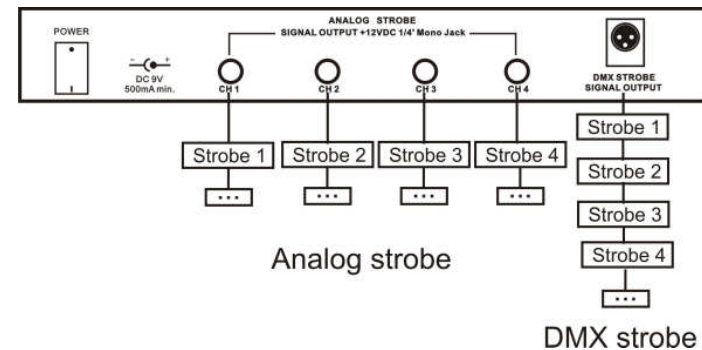 POWER
DC 9V
500mA min.
ANALOG STROBE
SIGNAL OUTPUT +12VDC 1/4' Mono Jack
CH 1
CH 2
CH 3
CH 4
DMX STROBE
SIGNAL OUTPUT
Strobe 1
Strobe 2
Strobe 3
Strobe 4
...
...
...
...
Analog strobe
Strobe 1
Strobe 2
Strobe 3
Strobe 4
...
DMX strobe